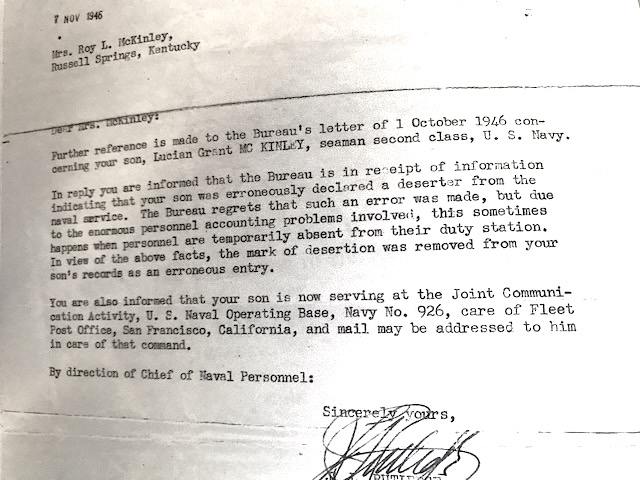 7 NOV 1946
Mrs. Roy L. McKinley,
Russell Springs, Kentucky
Dear Mrs. McKinley:
Further reference is made to the Bureau's letter of 1 October 1946 con-
cerning your son, Lucian Grant MC KINLEY, seaman second class, U. S. Navy.
In reply you are informed that the Bureau is in receipt of information
indicating that your son was erroneously declared a deserter from the
naval service. The Bureau regrets that such an error was made, but due
to the enormous personnel accounting problems involved, this sometimes
happens when personnel are temporarily absent from their duty station.
In view of the above facts, the mark of desertion was removed from your
son's records as an erroneous entry.
You are also informed that your son is now serving at the Joint Communi-
cation Activity, U. S. Naval Operating Base, Navy No. 926, care of Fleet
Post Office, San Francisco, California, and mail may be addressed to him
in care of that command.
By direction of Chief of Naval Personnel:
Sincerely yours,